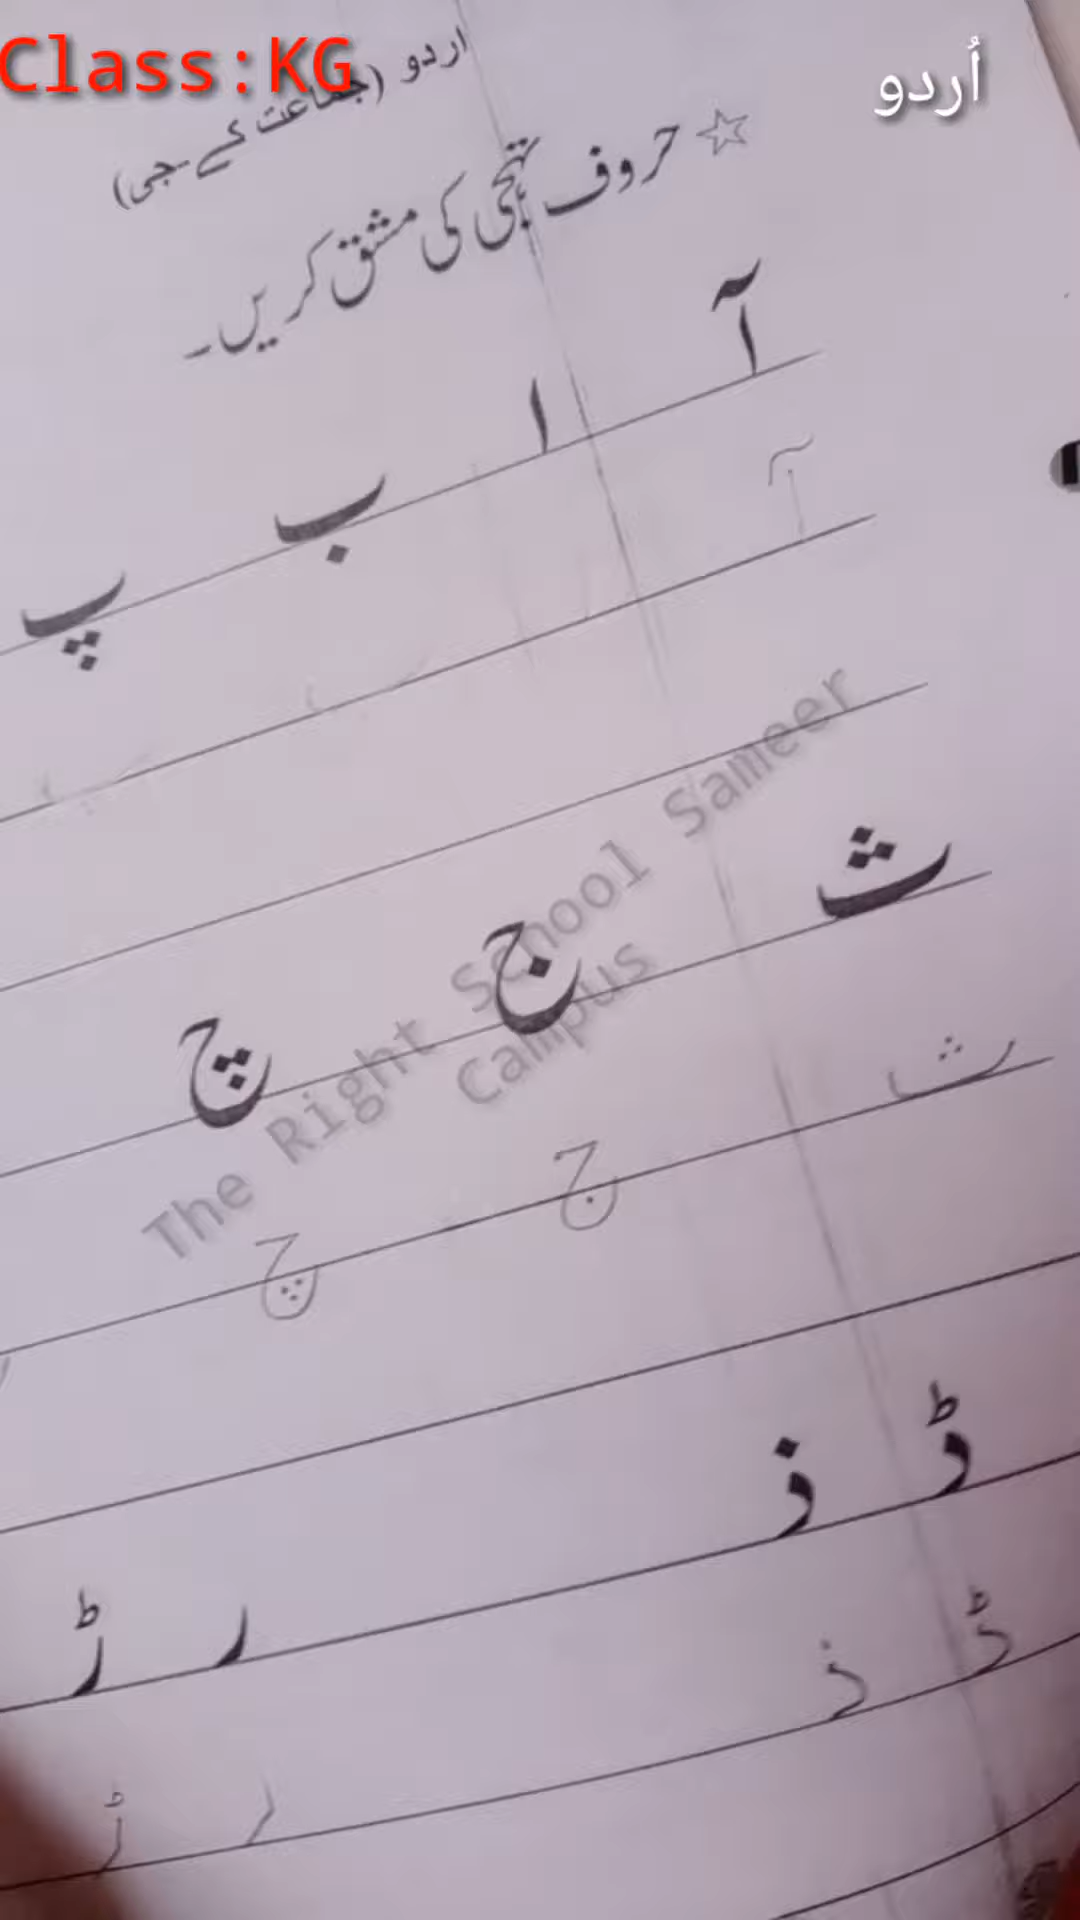 Class:KG
اُردو
اردو (جماعت کے-جی)
☆ حروف تہجی کی مشق کریں۔
آ ا ب پ
آ
ث ج چ
ث ج چ
ڈ ذ ر ڑ
ڈ ذ ر ڑ
The Right School Sameer
Campus